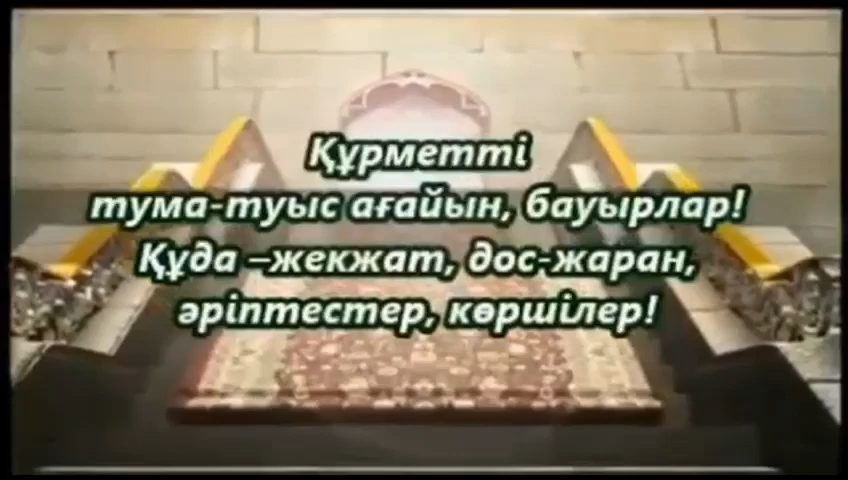 Құрметті
тума-туыс ағайын, бауырлар!
Құда –жекжат, дос-жаран,
әріптестер, көршілер!